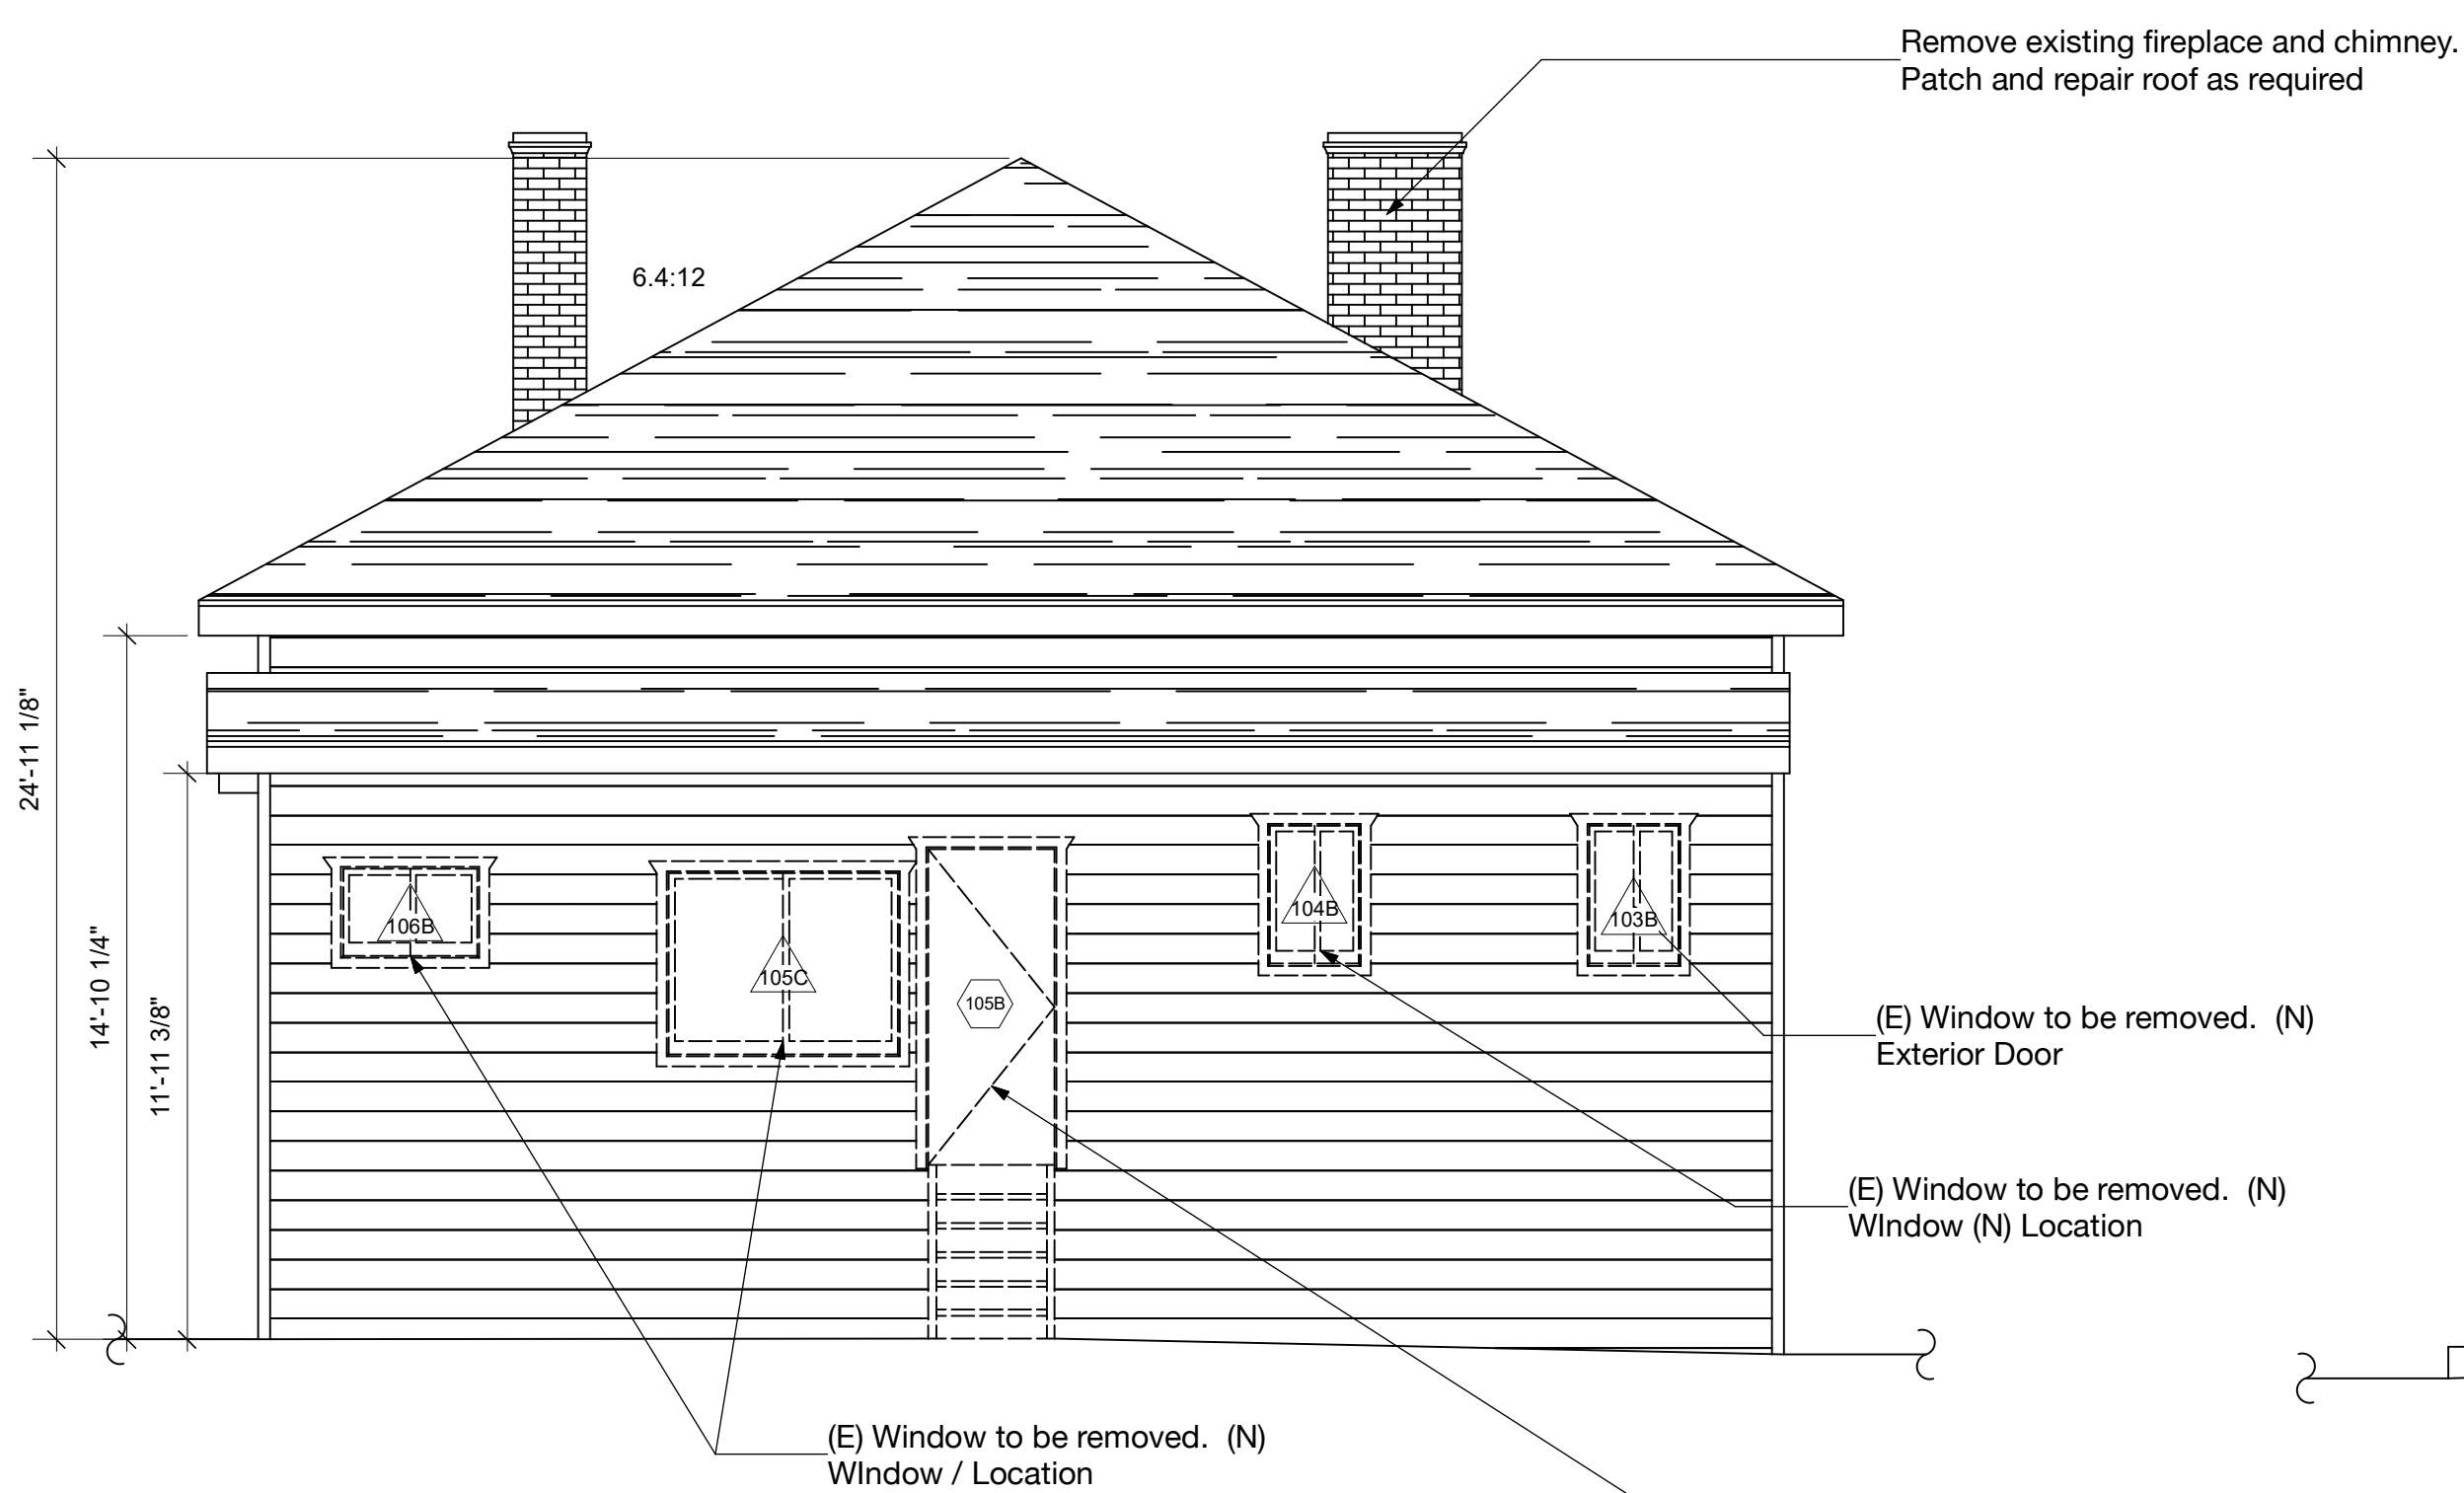 Remove existing fireplace and chimney.
Patch and repair roof as required
6.4:12
24'-11 1/8"
14'-10 1/4"
11'-11 3/8"
106B
105C
105B
104B
103B
(E) Window to be removed.  (N)
Exterior Door
(E) Window to be removed.  (N)
WIndow (N) Location
(E) Window to be removed.  (N)
WIndow / Location